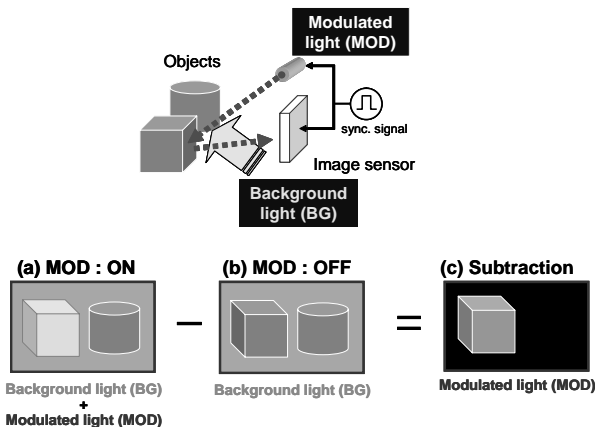 Modulated
light (MOD)
Objects
sync. signal
Image sensor
Background
light (BG)
(a) MOD : ON
(b) MOD : OFF
(c) Subtraction
Background light (BG)
+
Modulated light (MOD)
Background light (BG)
Modulated light (MOD)